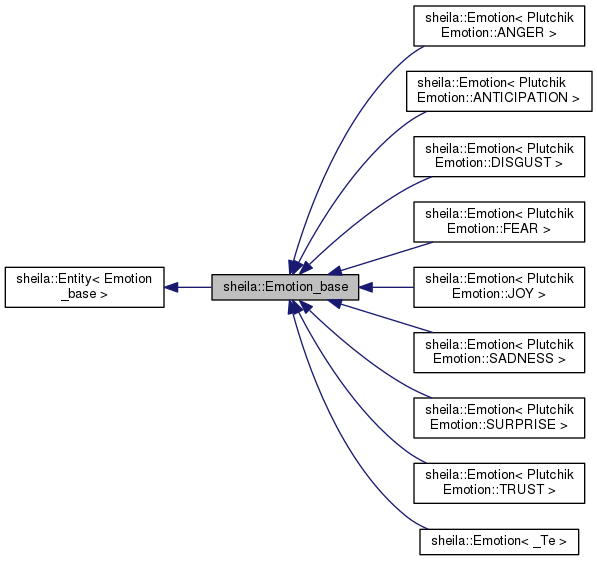 sheila::Emotion< Plutchik
Emotion::ANGER >
sheila::Emotion< Plutchik
Emotion::ANTICIPATION >
sheila::Emotion< Plutchik
Emotion::DISGUST >
sheila::Emotion< Plutchik
Emotion::FEAR >
sheila::Entity< Emotion
_base >
sheila::Emotion_base
sheila::Emotion< Plutchik
Emotion::JOY >
sheila::Emotion< Plutchik
Emotion::SADNESS >
sheila::Emotion< Plutchik
Emotion::SURPRISE >
sheila::Emotion< Plutchik
Emotion::TRUST >
sheila::Emotion< _Te >